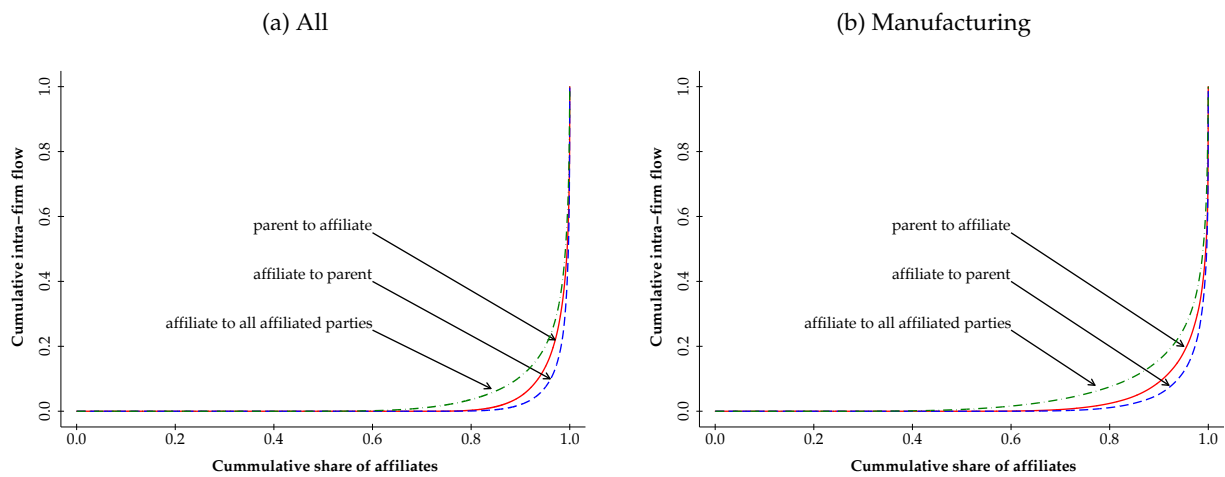 (a) All
1.0
0.8
0.6
0.4
0.2
0.0
Cumulative intra−firm flow
parent to affiliate
affiliate to parent
affiliate to all affiliated parties
0.0 0.2 0.4 0.6 0.8 1.0
Cummulative share of affiliates
(b) Manufacturing
1.0
0.8
0.6
0.4
0.2
0.0
Cumulative intra−firm flow
parent to affiliate
affiliate to parent
affiliate to all affiliated parties
0.0 0.2 0.4 0.6 0.8 1.0
Cummulative share of affiliates